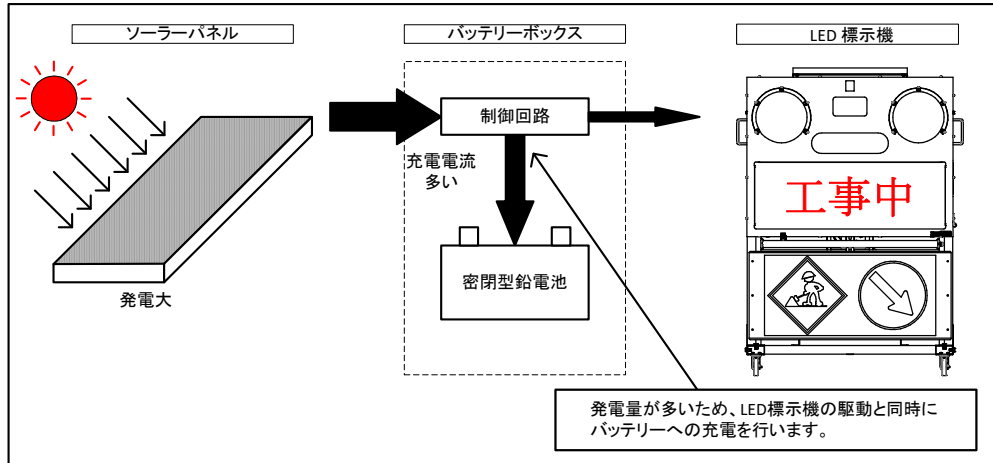 ソーラーパネル
バッテリーボックス
LED 標示機
制御回路
充電電流
多い
工事中
密閉型鉛電池
発電大
発電量が多いため、LED標示機の駆動と同時に
バッテリーへの充電を行います。